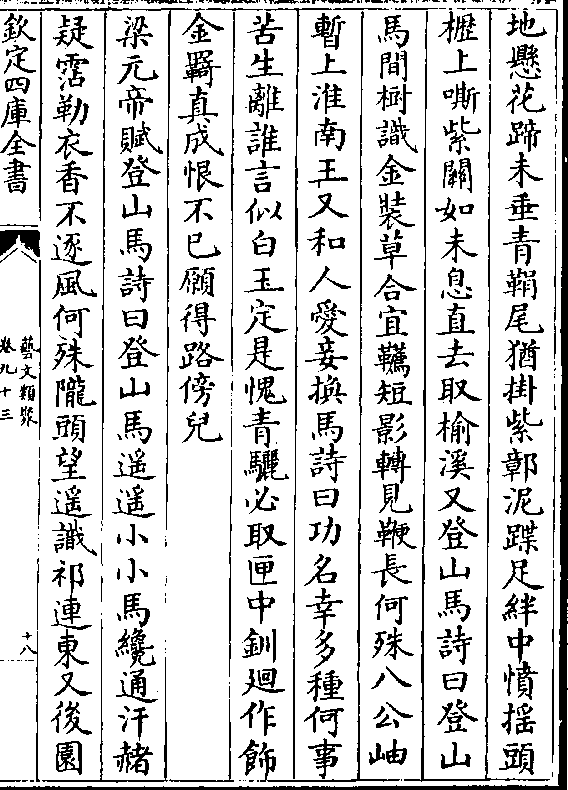 地懸花蹄未垂青鞘尾猶掛紫鄣泥蹀足絆中憤揺頭
櫪上嘶紫闗如未息直去取榆溪又登山馬詩曰登山
馬間樹識金装草合宜韉短影轉見鞭長何殊八公岫
暫上淮南王又和人愛妾換馬詩曰功名幸多種何事
苦生離誰言似白玉定是愧青驪必取匣中釧廻作飾
金羇真成恨不已願得路傍兒
梁元帝賦登山馬詩曰登山馬遥遥小小馬纔通汗赭
疑霑勒衣香不逐風何殊隴頭望遥識祁連東又後園
欽定四庫全書
藝文類聚
卷九十三
十八